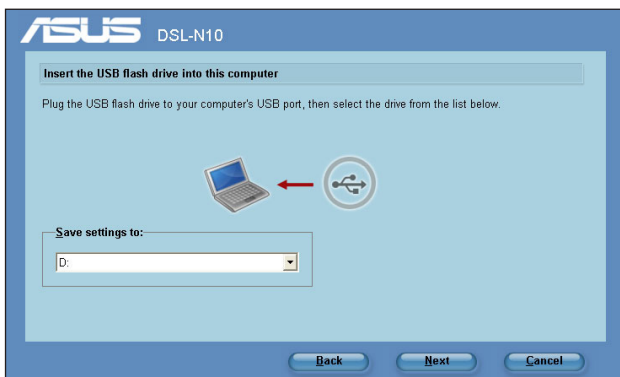 ASUS DSL-N10
Insert the USB flash drive into this computer
Plug the USB flash drive to your computer's USB port, then select the drive from the list below.
Save settings to:
D:
Back Next Cancel